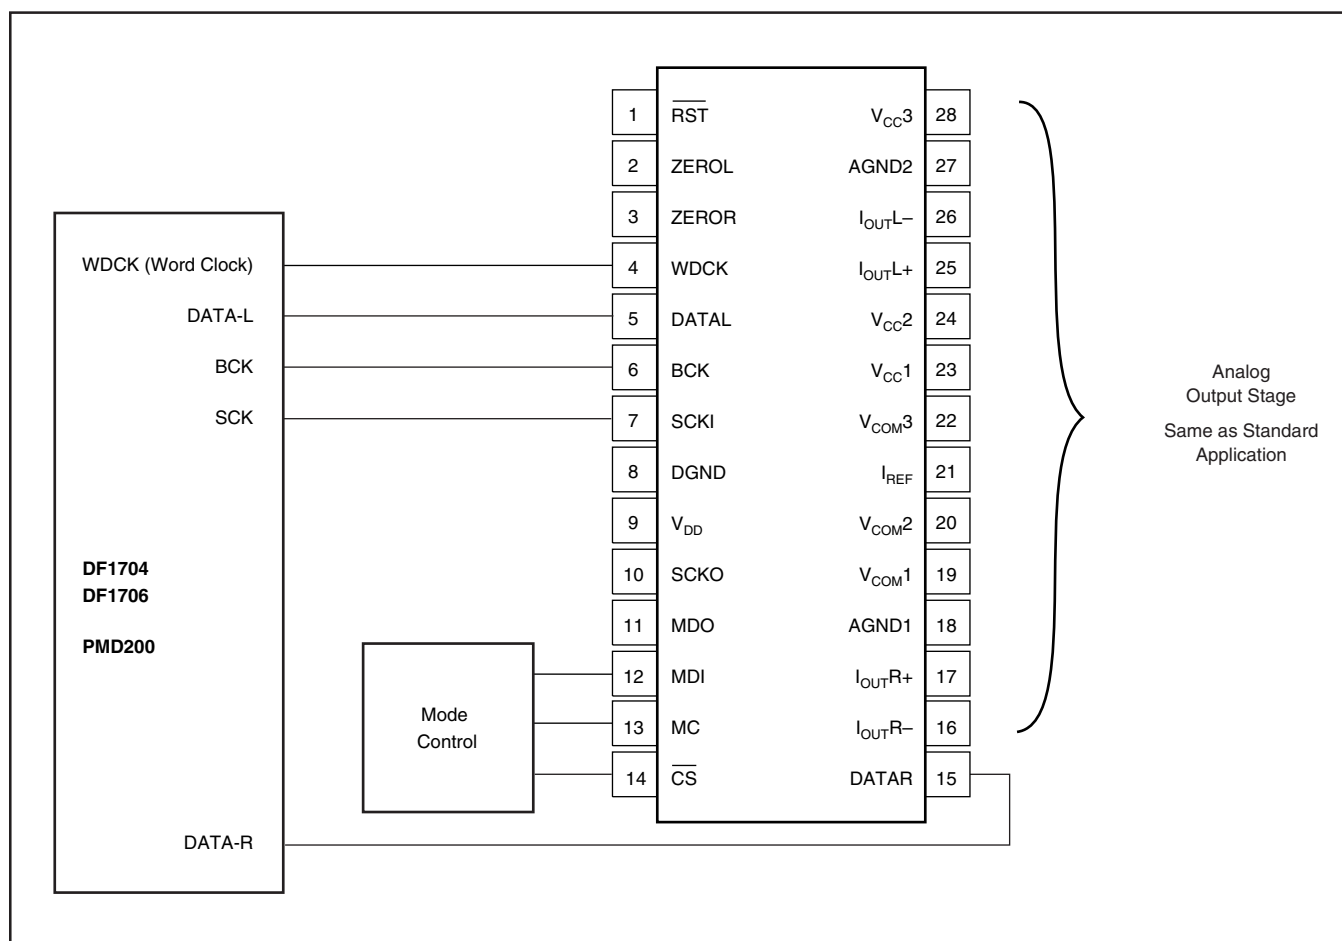 WDCK (Word Clock)
DATA-L
BCK
SCK
DF1704
DF1706
PMD200
DATA-R
Mode
Control
1 R̅S̅T̅ V_CC3 28
2 ZEROL AGND2 27
3 ZEROR I_OUTL– 26
4 WDCK I_OUTL+ 25
5 DATAL V_CC2 24
6 BCK V_CC1 23
7 SCKI V_COM3 22
8 DGND I_REF 21
9 V_DD V_COM2 20
10 SCKO V_COM1 19
11 MDO AGND1 18
12 MDI I_OUTR+ 17
13 MC I_OUTR– 16
14 C̅S̅ DATAR 15
Analog
Output Stage
Same as Standard
Application